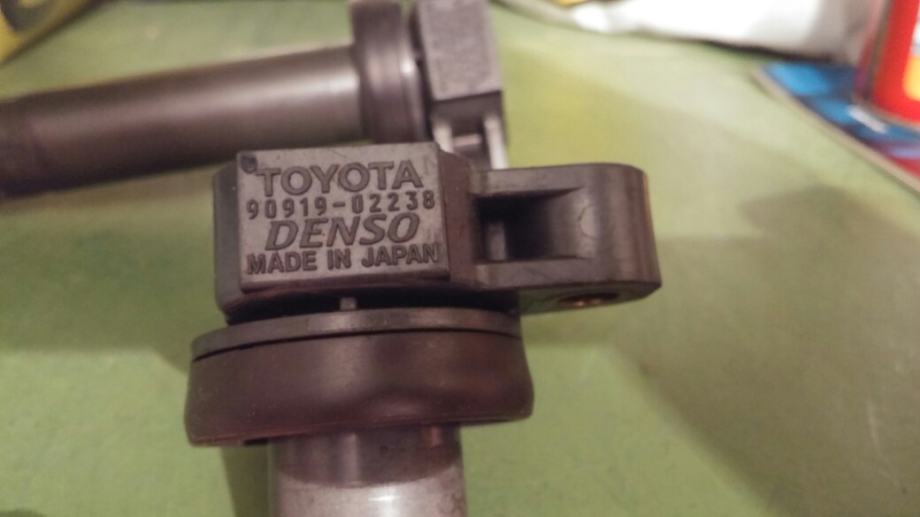 TOYOTA
90919-02238
DENSO
MADE IN JAPAN